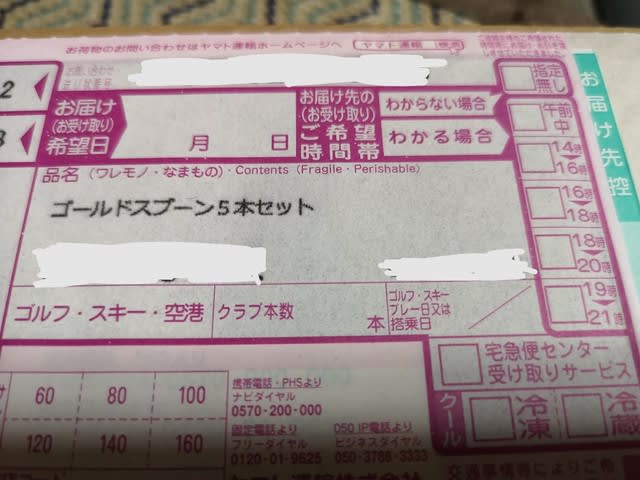 お荷物のお問い合わせはヤマト運輸ホームページへ ヤマト運輸 検索
2
お届け
(お受け取り)
希望日
月 日
お届け先の
(お受け取り)
ご希望
時間帯
わからない場合
わかる場合
指定無し
午前中
14時
16時
16時
18時
18時
20時
19時
21時
お届け先控
品名(ワレモノ・なまもの)・Contents (Fragile・Perishable)
ゴールドスプーン5本セット
ゴルフ・スキー・空港
クラブ本数
本
ゴルフ・スキー
プレー日又は
搭乗日
宅急便センター
受け取りサービス
クール
冷凍
冷蔵
60 80 100
120 140 160
携帯電話・PHSより
ナビダイヤル
0570-200-000
固定電話より
フリーダイヤル
0120-01-9625
050 IP電話より
ビジネスダイヤル
050-3786-3333